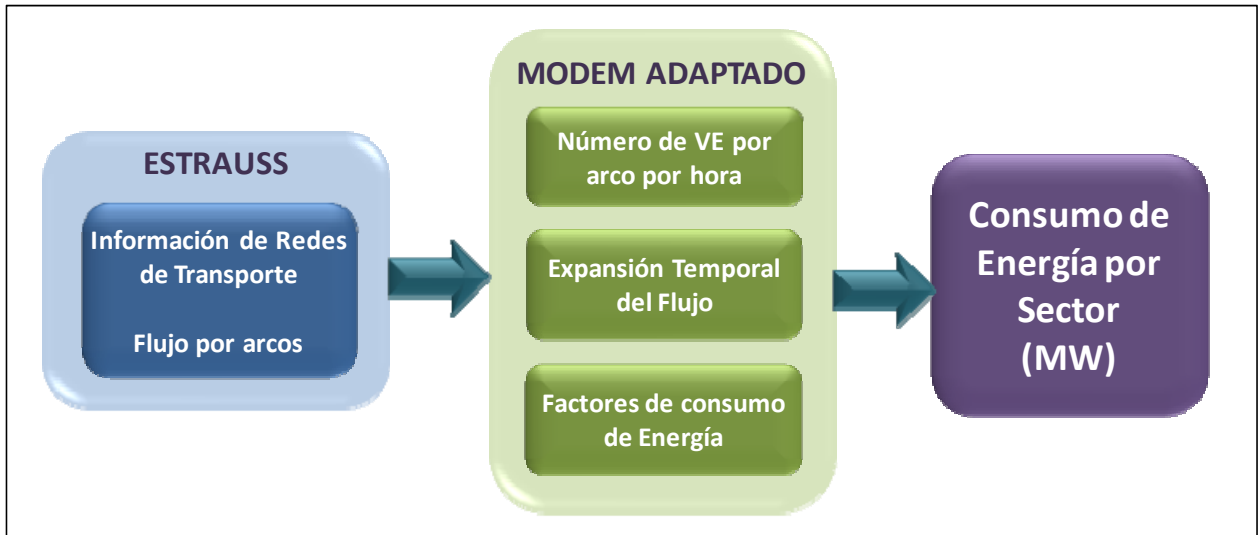 ESTRAUSS
Información de Redes
de Transporte
Flujo por arcos
MODEM ADAPTADO
Número de VE por
arco por hora
Expansión Temporal
del Flujo
Factores de consumo
de Energía
Consumo de
Energía por
Sector
(MW)